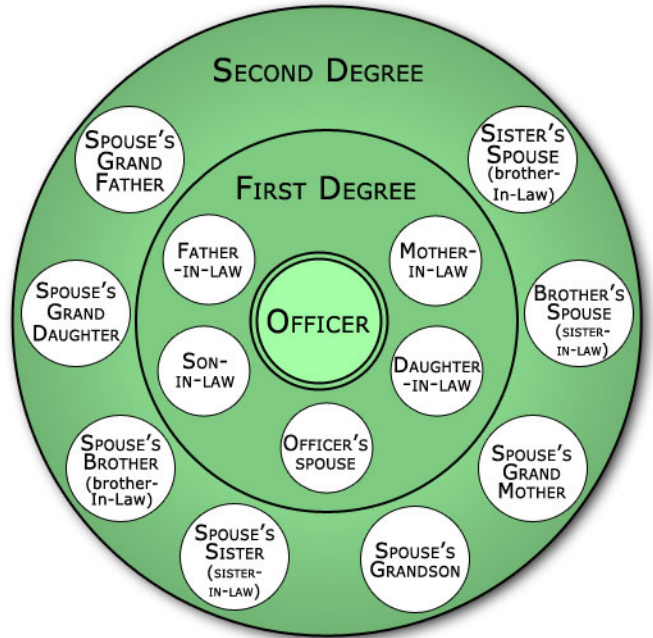 SECOND DEGREE
SPOUSE'S
GRAND
FATHER
SISTER'S
SPOUSE
(brother-
In-Law)
FIRST DEGREE
FATHER
-IN-LAW
MOTHER-
IN-LAW
OFFICER
SPOUSE'S
GRAND
DAUGHTER
BROTHER'S
SPOUSE
(SISTER-
IN-LAW)
SON-
IN-LAW
DAUGHTER
-IN-LAW
OFFICER'S
SPOUSE
SPOUSE'S
BROTHER
(brother-
In-Law)
SPOUSE'S
GRAND
MOTHER
SPOUSE'S
SISTER
(SISTER-
IN-LAW)
SPOUSE'S
GRANDSON